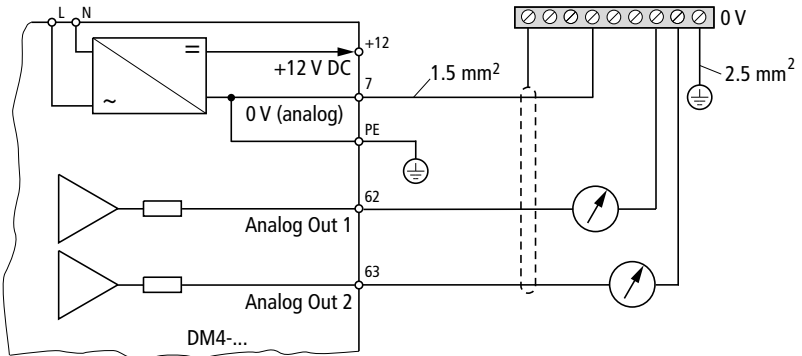 L N
0 V
+12
+12 V DC
7
1.5 mm²
2.5 mm²
0 V (analog)
PE
=
~
62
Analog Out 1
63
Analog Out 2
DM4-...